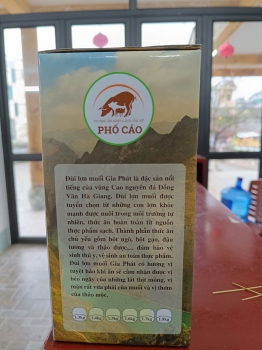 PHỐ CÁO
Đùi lợn muối Gia Phát là đặc sản nổi
tiếng của vùng Cao nguyên đá Đồng
Văn Hà Giang. Đùi lợn muối được
tuyển chọn từ những con lợn khỏe
mạnh được nuôi trong môi trường tự
nhiên, thức ăn hoàn toàn từ nguồn
thực phẩm sạch. Thành phần thức ăn
chủ yếu gồm bột ngô, bột gạo, đậu
tương và thảo dược,... đảm bảo vệ
sinh thú y, vệ sinh an toàn thực phẩm.
Đùi lợn muối Gia Phát có hương vị
tuyệt hảo khi ăn sẽ cảm nhận được vị
béo ngậy của những lát thịt mỏng, vị
mặn rất vừa phải của muối và vị thơm
của thảo mộc.